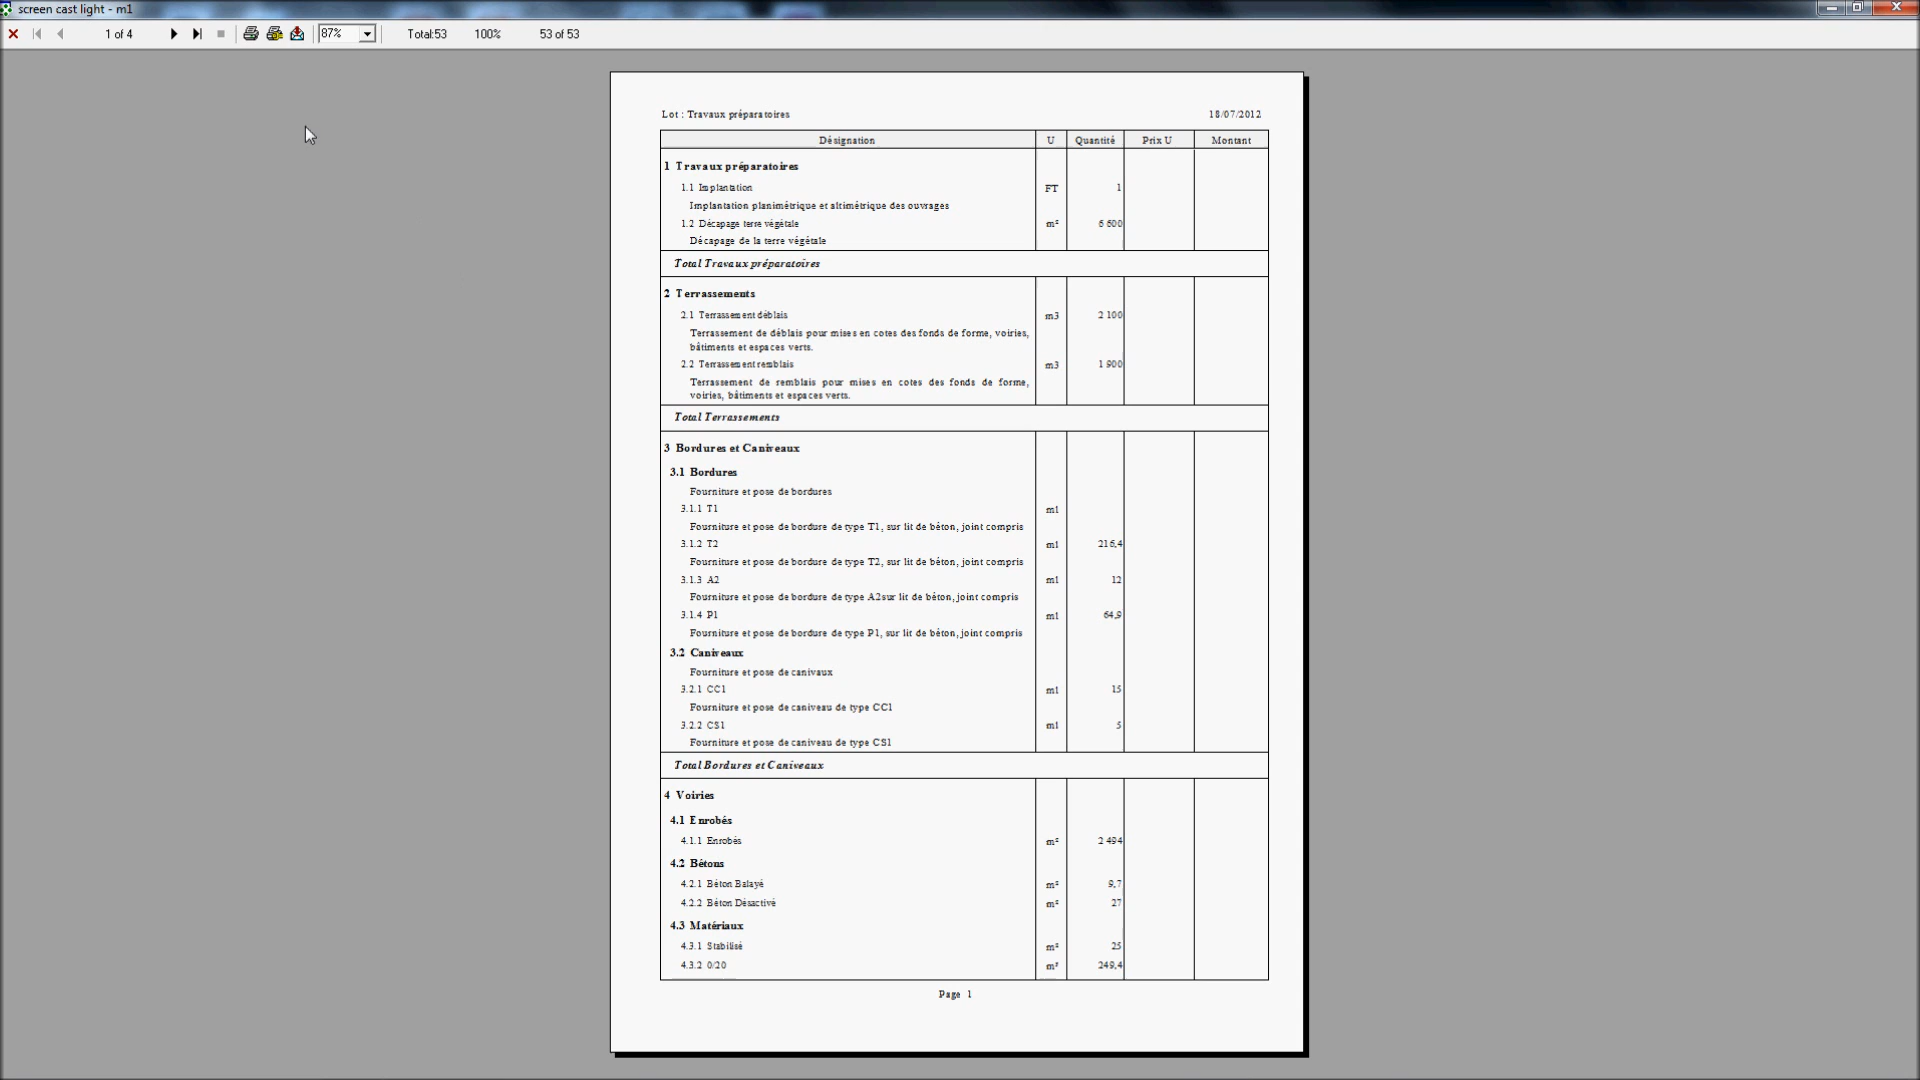 screen cast light - m1
1 of 4 87% Total:53 100% 53 of 53
Lot : Travaux préparatoires 18/07/2012
Désignation U Quantité Prix U Montant
1 Travaux préparatoires
1.1 Implantation FT 1
Implantation planimétrique et altimétrique des ouvrages
1.2 Décapage terre végétale m² 6 600
Décapage de la terre végétale
Total Travaux préparatoires
2 Terrassements
2.1 Terrassement déblais m3 2 100
Terrassement de déblais pour mises en cotes des fonds de forme, voiries,
bâtiments et espaces verts.
2.2 Terrassement remblais m3 1 900
Terrassement de remblais pour mises en cotes des fonds de forme,
voiries, bâtiments et espaces verts.
Total Terrassements
3 Bordures et Caniveaux
3.1 Bordures
Fourniture et pose de bordures
3.1.1 T1 ml
Fourniture et pose de bordure de type T1, sur lit de béton, joint compris
3.1.2 T2 ml 216,4
Fourniture et pose de bordure de type T2, sur lit de béton, joint compris
3.1.3 A2 ml 12
Fourniture et pose de bordure de type A2sur lit de béton, joint compris
3.1.4 P1 ml 64,9
Fourniture et pose de bordure de type P1, sur lit de béton, joint compris
3.2 Caniveaux
Fourniture et pose de canivaux
3.2.1 CC1 ml 15
Fourniture et pose de caniveau de type CC1
3.2.2 CS1 ml 5
Fourniture et pose de caniveau de type CS1
Total Bordures et Caniveaux
4 Voiries
4.1 Enrobés
4.1.1 Enrobés m² 2 494
4.2 Bétons
4.2.1 Béton Balayé m² 9,7
4.2.2 Béton Désactivé m² 27
4.3 Matériaux
4.3.1 Stabilisé m² 25
4.3.2 0/20 m² 249,4
Page 1